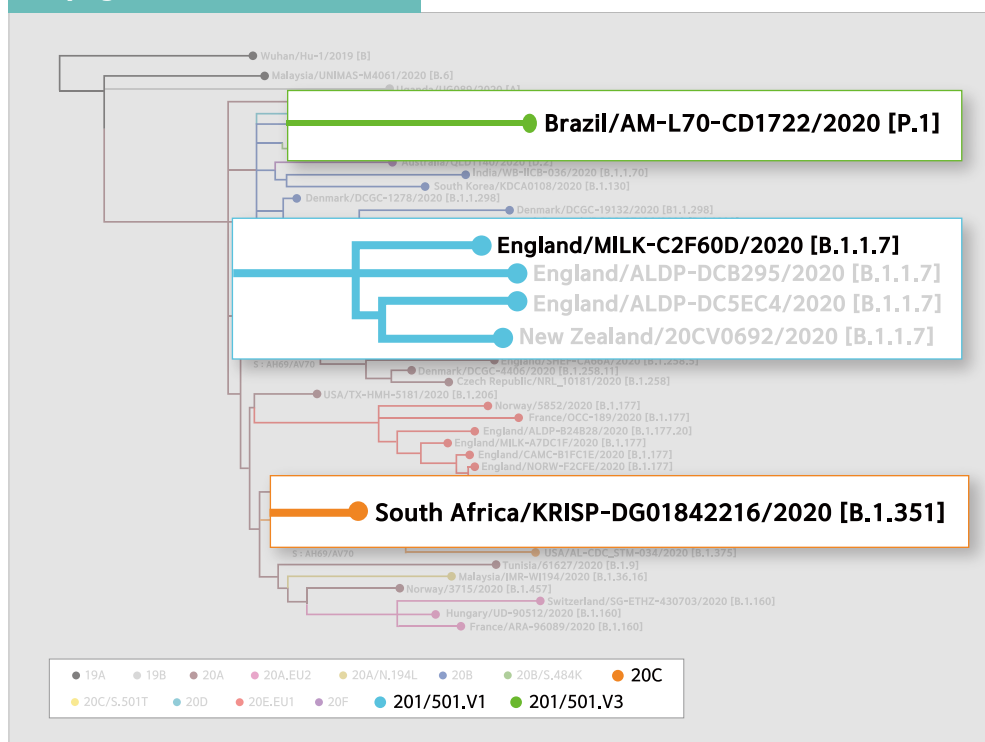 Wuhan/Hu-1/2019 [B]
Malaysia/UNIMAS-M4061/2020 [B.6]
Brazil/AM-L70-CD1722/2020 [P.1]
India/WB-IICB-036/2020 [B.1.1.70]
South Korea/KDCA0108/2020 [B.1.130]
Denmark/DCGC-1278/2020 [B.1.1.298]
Denmark/DCGC-19132/2020 [B1,1.298]
England/MILK-C2F60D/2020 [B.1.1.7]
England/ALDP-DCB295/2020 [B.1.1.7]
England/ALDP-DC5EC4/2020 [B.1.1.7]
New Zealand/20CV0692/2020 [B.1.1.7]
S : AH69/AV70
Denmark/DCGC-4406/2020 [B.1.258.11]
Czech Republic/NRL_10181/2020 [B.1.258]
USA/TX-HMH-5181/2020 [B.1.206]
Norway/5852/2020 [B.1.177]
France/OCC-189/2020 [B.1.177]
England/ALDP-B24B28/2020 [B.1.177.20]
England/MILK-A7DC1F/2020 [B.1.177]
England/CAMC-B1FC1E/2020 [B.1.177]
England/NORW-F2CFE/2020 [B.1.177]
South Africa/KRISP-DG01842216/2020 [B.1.351]
S : AH69/AV70
USA/AL-CDC_STM-034/2020 [B.1.375]
Tunisia/61627/2020 [B.1.9]
Malaysia/IMR-WI194/2020 [B.1.36.16]
Norway/3715/2020 [B.1.457]
Switzerland/SG-ETHZ-430703/2020 [B.1.160]
Hungary/UD-90512/2020 [B.1.160]
France/ARA-96089/2020 [B.1.160]
19A 19B 20A 20A.EU2 20A/N.194L 20B 20B/S.484K 20C
20C/S.501T 20D 20E.EU1 20F 201/501.V1 201/501.V3